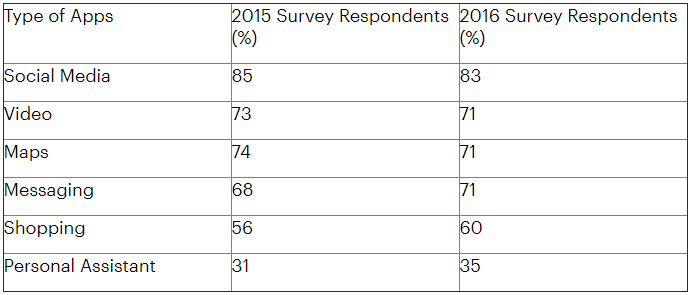 Type of Apps 2015 Survey Respondents (%) 2016 Survey Respondents (%)
Social Media 85 83
Video 73 71
Maps 74 71
Messaging 68 71
Shopping 56 60
Personal Assistant 31 35